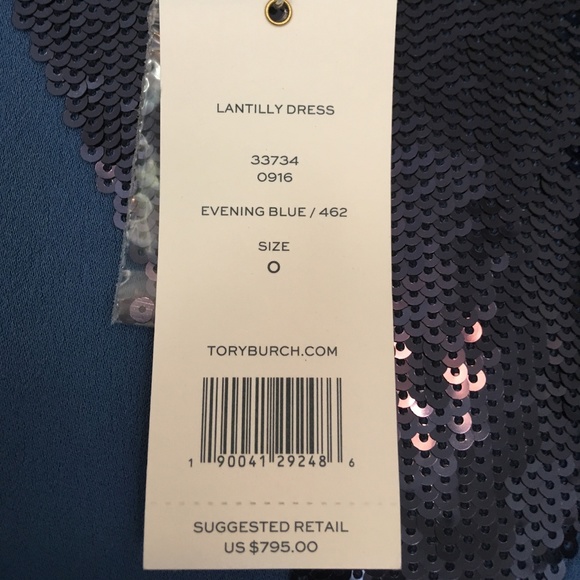 LANTILLY DRESS
33734
0916
EVENING BLUE / 462
SIZE
0
TORYBURCH.COM
1 90041 29248 6
SUGGESTED RETAIL
US $795.00